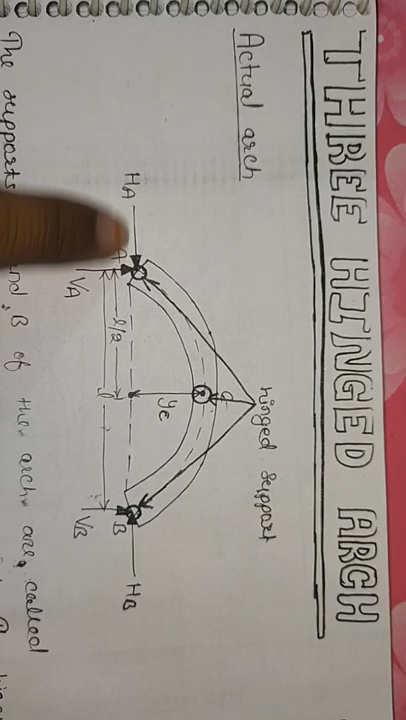 THREE HINGED ARCH
Actual arch
hinged support
C
yc
HA
A
B
HB
l/2
l
VA
VB
The supports and B of the arch are called